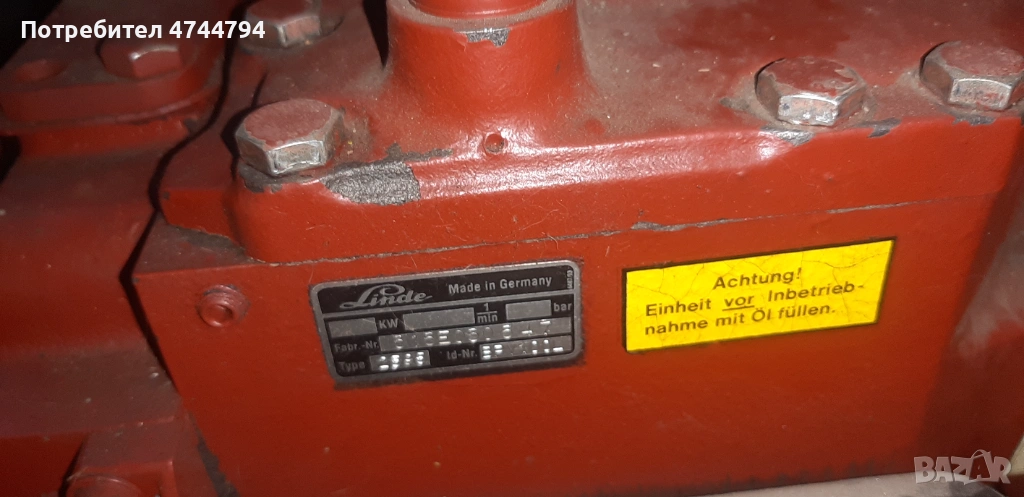 Потребител 4744794
Linde Made in Germany
KW 1/min bar
Fabr.-Nr.
Type Id-Nr.
Achtung!
Einheit vor Inbetrieb-
nahme mit Öl füllen.
BAZAR